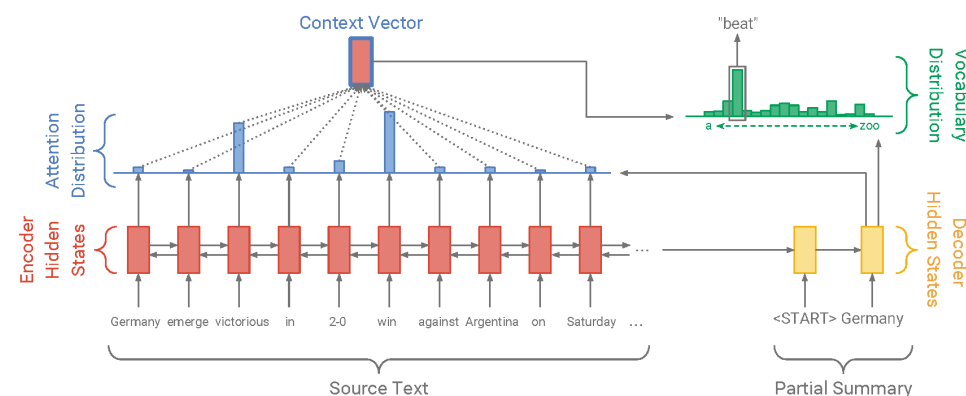 Context Vector
"beat"
Vocabulary
Distribution
a
zoo
Attention
Distribution
Encoder
Hidden
States
...
Decoder
Hidden States
Germany emerge victorious in 2-0 win against Argentina on Saturday ...
<START> Germany
Source Text
Partial Summary